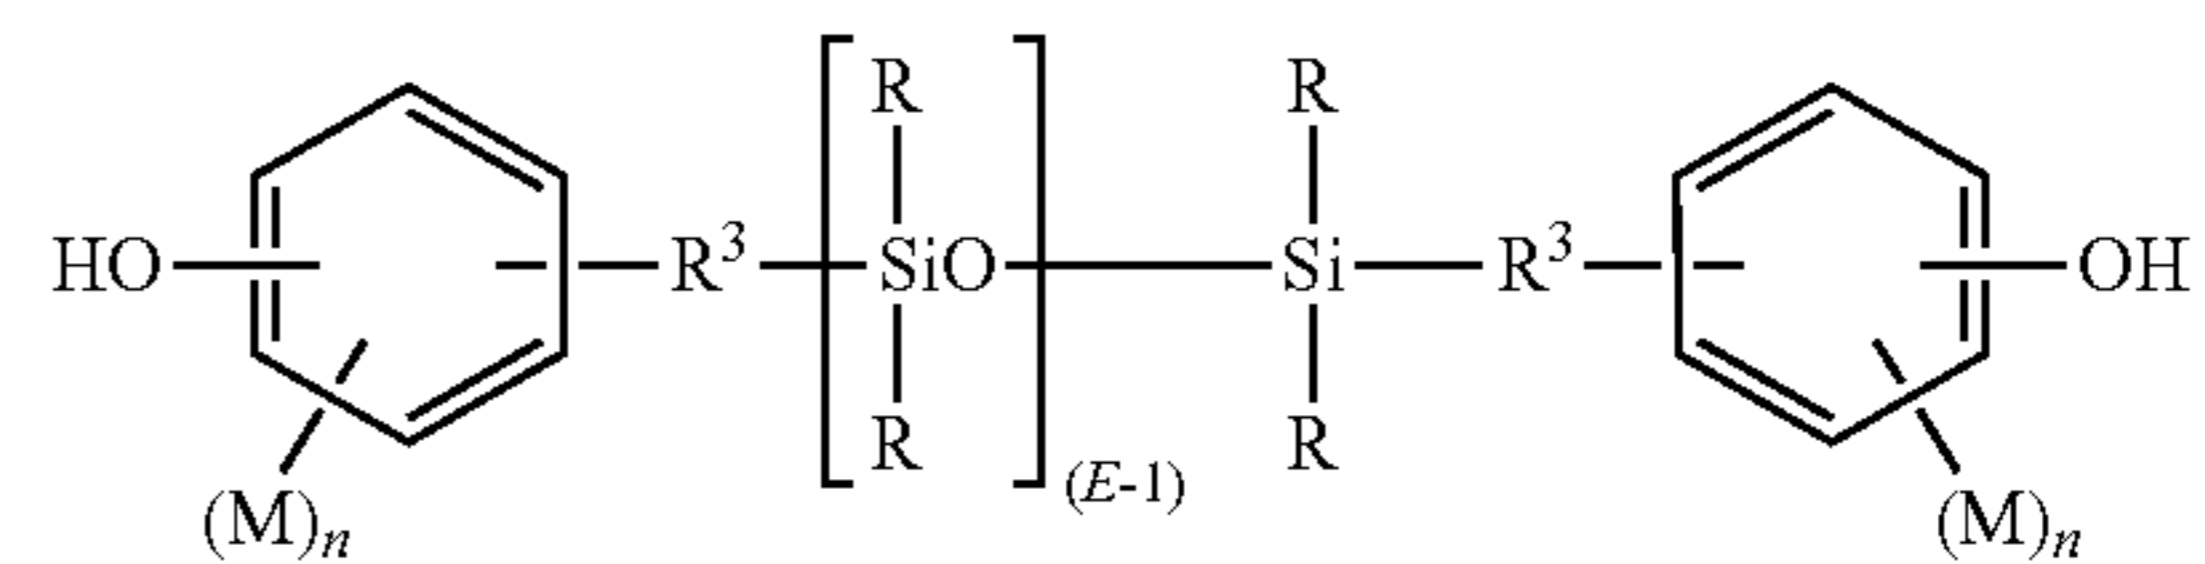 R R
HO R³ SiO Si R³ OH
R R
(E-1)
(M)n (M)n